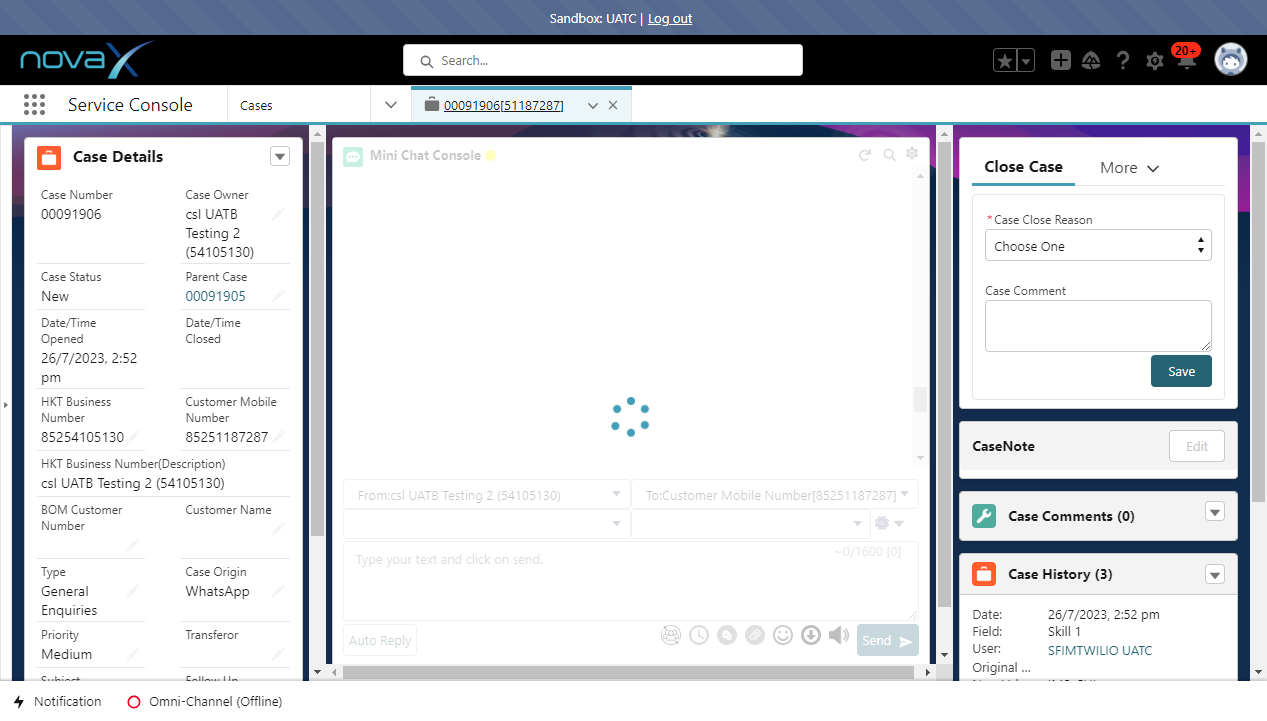 Sandbox: UATC | Log out
novaX
Search...
20+
Service Console
Cases
00091906[51187287]
Case Details
Case Number
00091906
Case Owner
csl UATB
Testing 2
(54105130)
Case Status
New
Parent Case
00091905
Date/Time
Opened
26/7/2023, 2:52
pm
Date/Time
Closed
HKT Business
Number
85254105130
Customer Mobile
Number
85251187287
HKT Business Number(Description)
csl UATB Testing 2 (54105130)
BOM Customer
Number
Customer Name
Type
General
Enquiries
Case Origin
WhatsApp
Priority
Medium
Transferor
Subject
Follow Up
Mini Chat Console
From:csl UATB Testing 2 (54105130)
To:Customer Mobile Number[85251187287]
Type your text and click on send.
~0/1600 [0]
Auto Reply
Send
Close Case
More
*Case Close Reason
Choose One
Case Comment
Save
CaseNote
Edit
Case Comments (0)
Case History (3)
Date:
26/7/2023, 2:52 pm
Field:
Skill 1
User:
SFIMTWILIO UATC
Original ...
Notification
Omni-Channel (Offline)